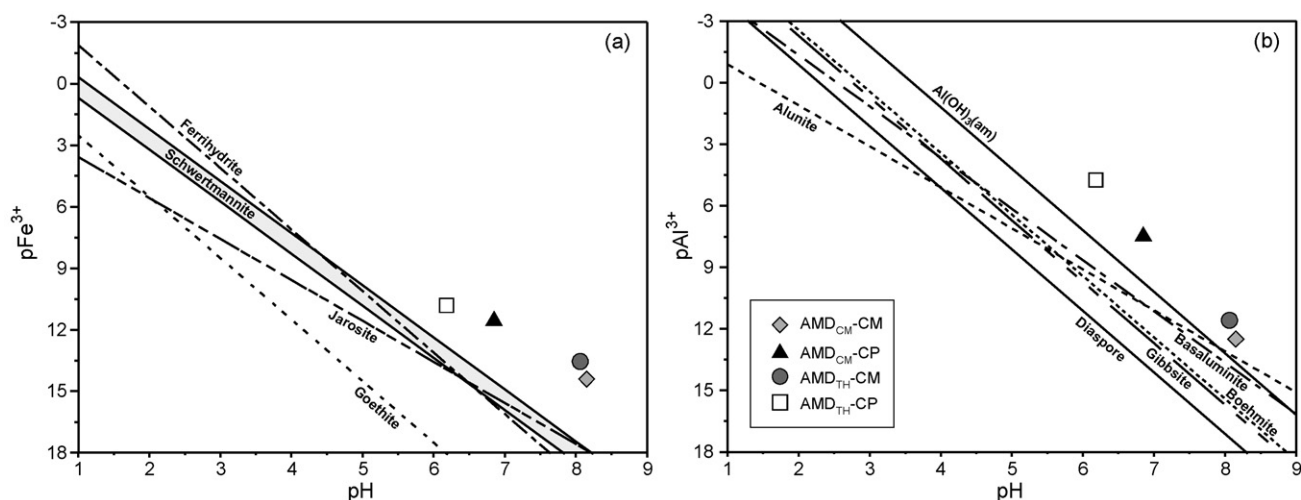 (a)
pFe3+
-3
0
3
6
9
12
15
18
Ferrihydrite
Schwertmannite
Jarosite
Goethite
1 2 3 4 5 6 7 8 9
pH
(b)
pAl3+
-3
0
3
6
9
12
15
18
Alunite
Al(OH)3(am)
Basaluminite
Boehmite
Gibbsite
Diaspore
AMDCM-CM
AMDCM-CP
AMDTH-CM
AMDTH-CP
1 2 3 4 5 6 7 8 9
pH